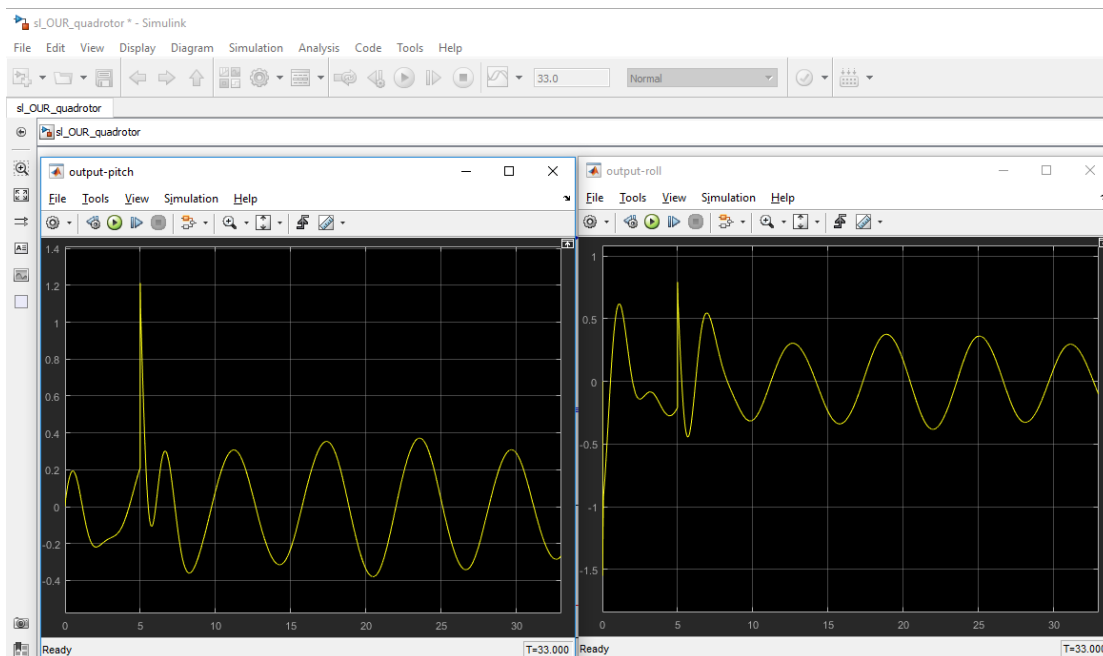 sl_OUR_quadrotor * - Simulink
File Edit View Display Diagram Simulation Analysis Code Tools Help
33.0 Normal
sl_OUR_quadrotor
sl_OUR_quadrotor
output-pitch
File Tools View Simulation Help
1.4
1.2
1
0.8
0.6
0.4
0.2
0
-0.2
-0.4
0 5 10 15 20 25 30
Ready T=33.000
output-roll
File Tools View Simulation Help
1
0.5
0
-0.5
-1
-1.5
0 5 10 15 20 25 30
Ready T=33.000